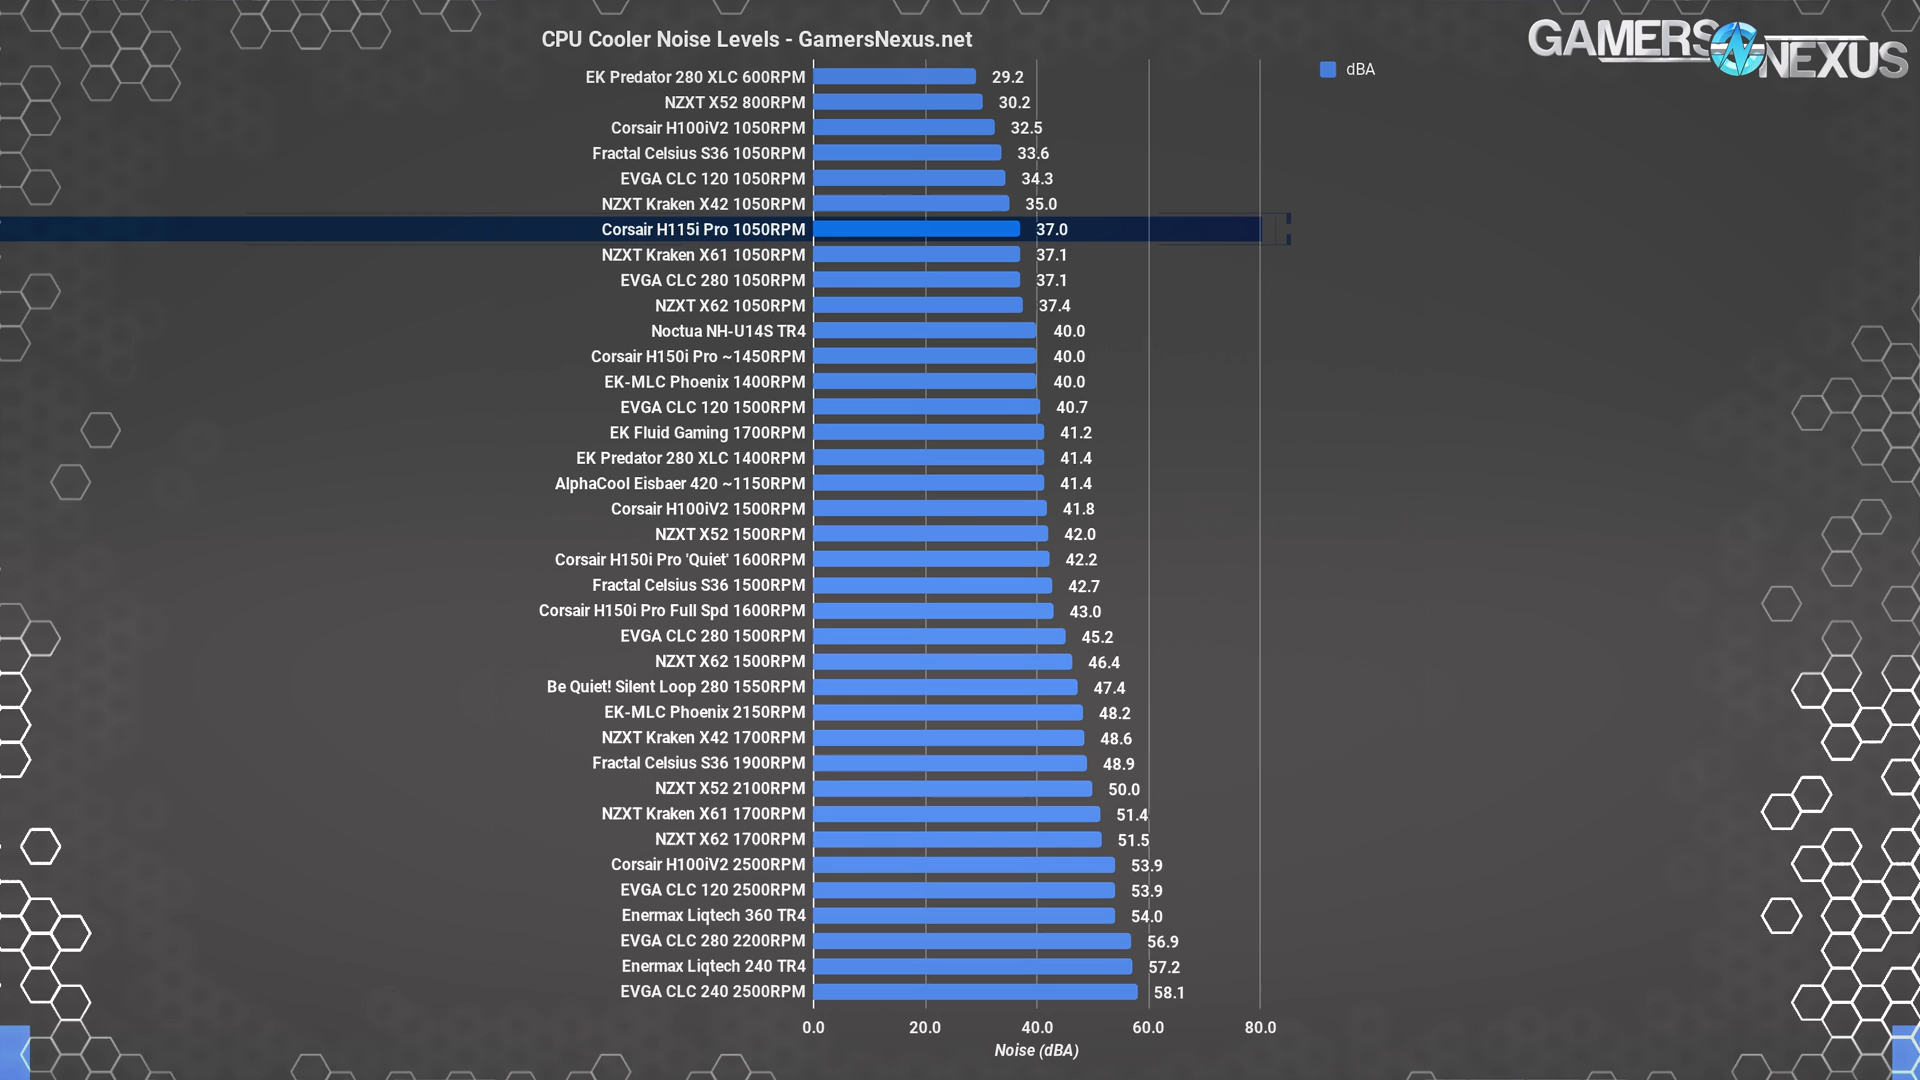 CPU Cooler Noise Levels - GamersNexus.net
GAMERS NEXUS
dBA
EK Predator 280 XLC 600RPM 29.2
NZXT X52 800RPM 30.2
Corsair H100iV2 1050RPM 32.5
Fractal Celsius S36 1050RPM 33.6
EVGA CLC 120 1050RPM 34.3
NZXT Kraken X42 1050RPM 35.0
Corsair H115i Pro 1050RPM 37.0
NZXT Kraken X61 1050RPM 37.1
EVGA CLC 280 1050RPM 37.1
NZXT X62 1050RPM 37.4
Noctua NH-U14S TR4 40.0
Corsair H150i Pro ~1450RPM 40.0
EK-MLC Phoenix 1400RPM 40.0
EVGA CLC 120 1500RPM 40.7
EK Fluid Gaming 1700RPM 41.2
EK Predator 280 XLC 1400RPM 41.4
AlphaCool Eisbaer 420 ~1150RPM 41.4
Corsair H100iV2 1500RPM 41.8
NZXT X52 1500RPM 42.0
Corsair H150i Pro 'Quiet' 1600RPM 42.2
Fractal Celsius S36 1500RPM 42.7
Corsair H150i Pro Full Spd 1600RPM 43.0
EVGA CLC 280 1500RPM 45.2
NZXT X62 1500RPM 46.4
Be Quiet! Silent Loop 280 1550RPM 47.4
EK-MLC Phoenix 2150RPM 48.2
NZXT Kraken X42 1700RPM 48.6
Fractal Celsius S36 1900RPM 48.9
NZXT X52 2100RPM 50.0
NZXT Kraken X61 1700RPM 51.4
NZXT X62 1700RPM 51.5
Corsair H100iV2 2500RPM 53.9
EVGA CLC 120 2500RPM 53.9
Enermax Liqtech 360 TR4 54.0
EVGA CLC 280 2200RPM 56.9
Enermax Liqtech 240 TR4 57.2
EVGA CLC 240 2500RPM 58.1
0.0 20.0 40.0 60.0 80.0
Noise (dBA)